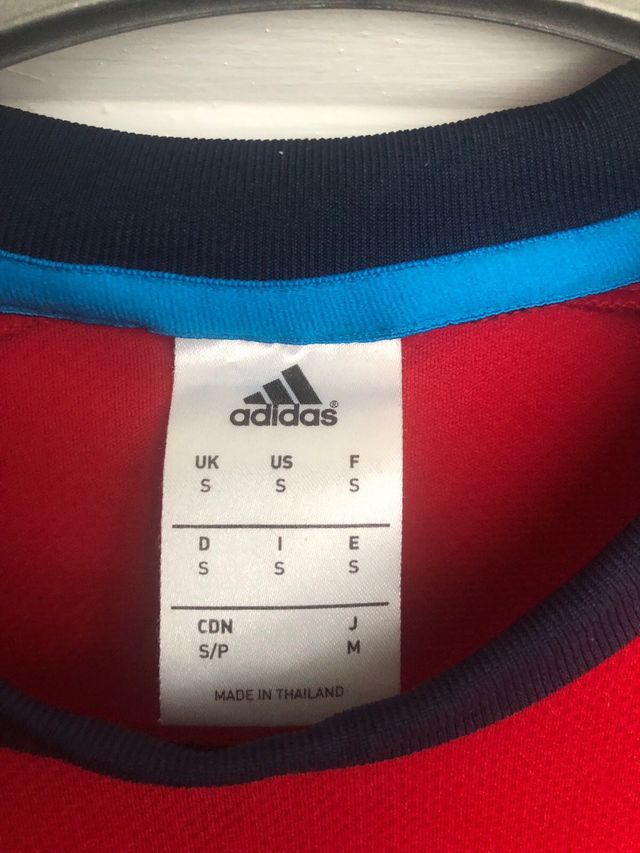 adidas®
UK US F
S S S
D I E
S S S
CDN J
S/P M
MADE IN THAILAND